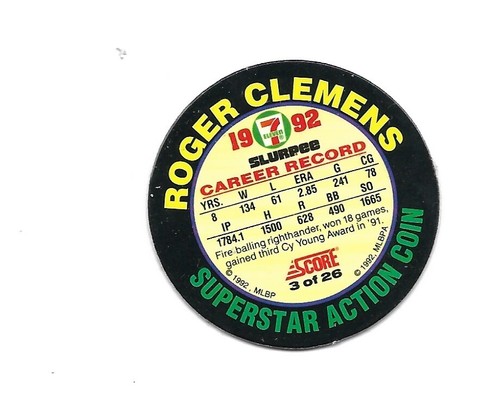 ROGER CLEMENS
19 7 ELEVEN 92
SLURPEE
CAREER RECORD
YRS. W L ERA G CG
8 134 61 2.85 241 78
IP H R BB SO
1784.1 1500 628 490 1665
Fire balling righthander, won 18 games,
gained third Cy Young Award in '91.
SCORE
3 of 26
© 1992, MLBP
© 1992, MLBPA
SUPERSTAR ACTION COIN